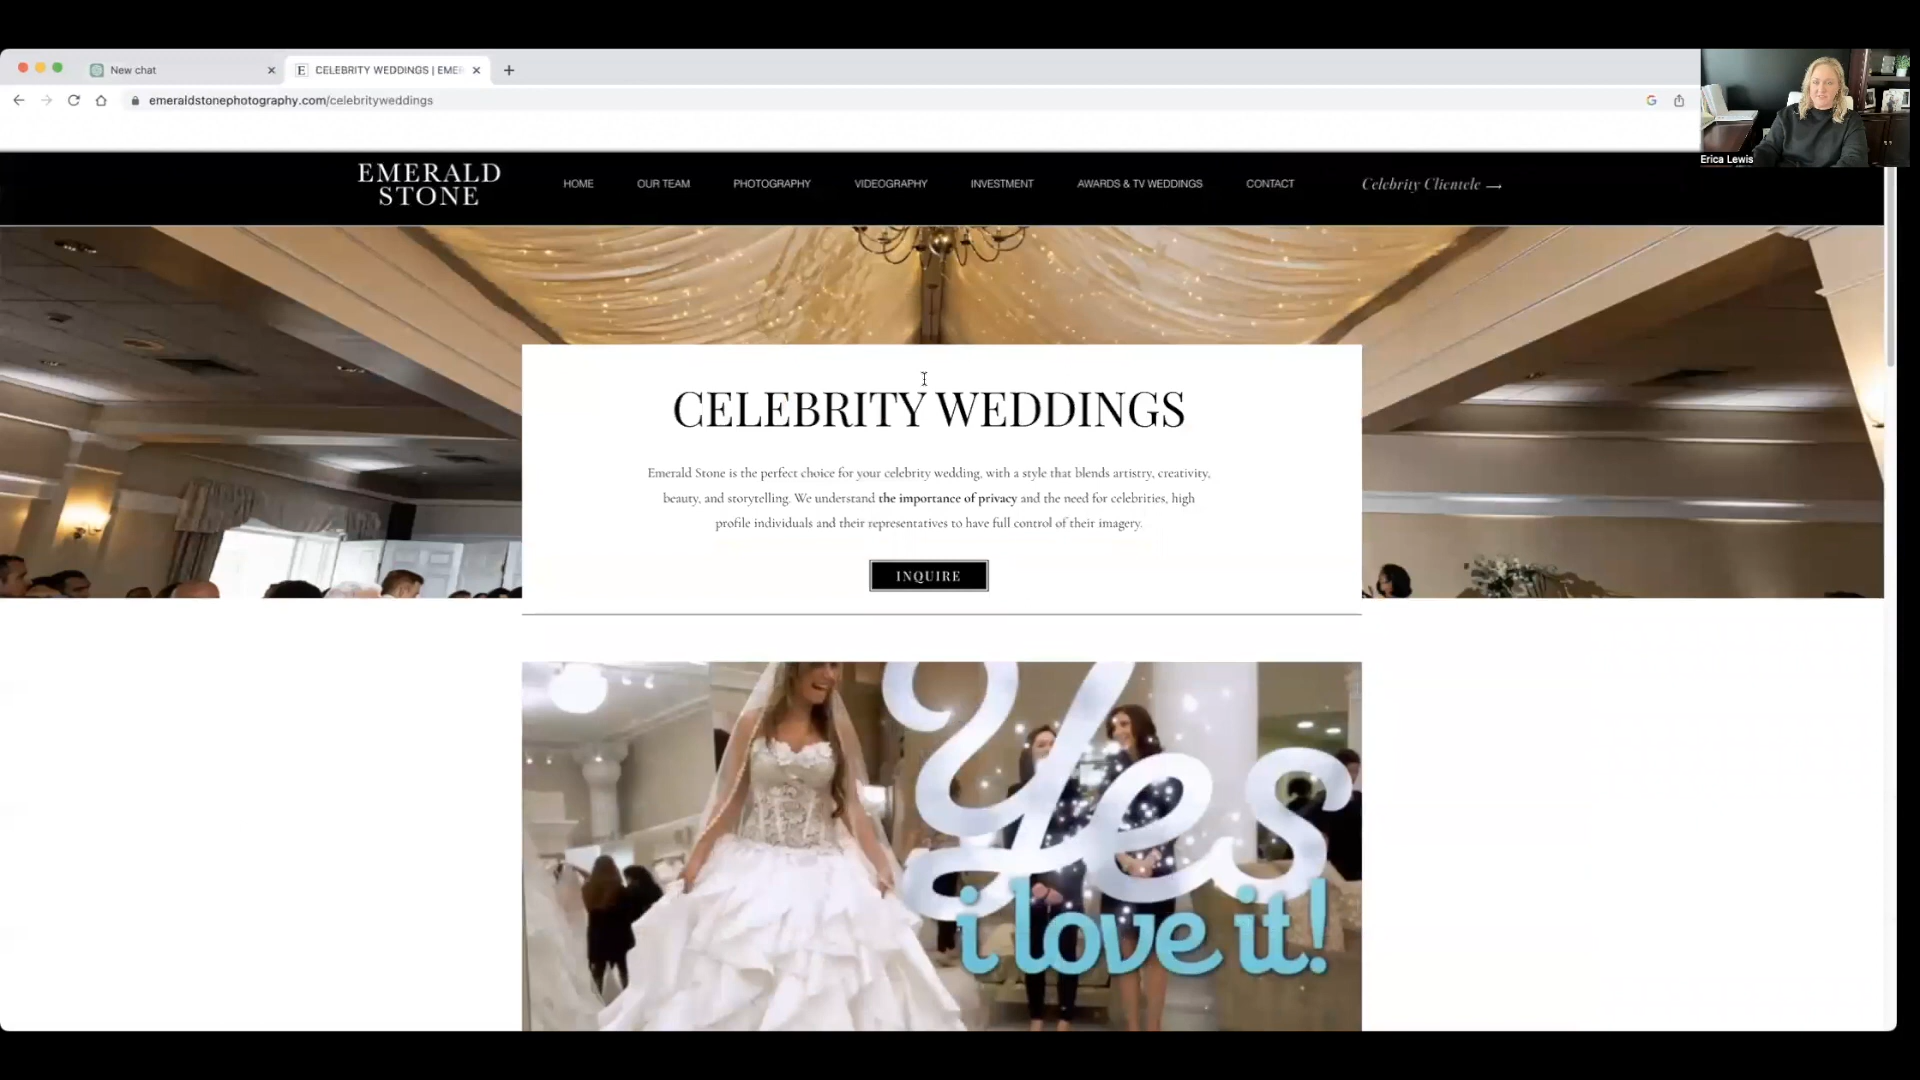 New chat
E CELEBRITY WEDDINGS | EME
emeraldstonephotography.com/celebrityweddings
Erica Lewis
EMERALD
STONE
HOME OUR TEAM PHOTOGRAPHY VIDEOGRAPHY INVESTMENT AWARDS & TV WEDDINGS CONTACT Celebrity Clientele →
CELEBRITY WEDDINGS
Emerald Stone is the perfect choice for your celebrity wedding, with a style that blends artistry, creativity,
beauty, and storytelling. We understand the importance of privacy and the need for celebrities, high
profile individuals and their representatives to have full control of their imagery.
INQUIRE
Yes
i love it!